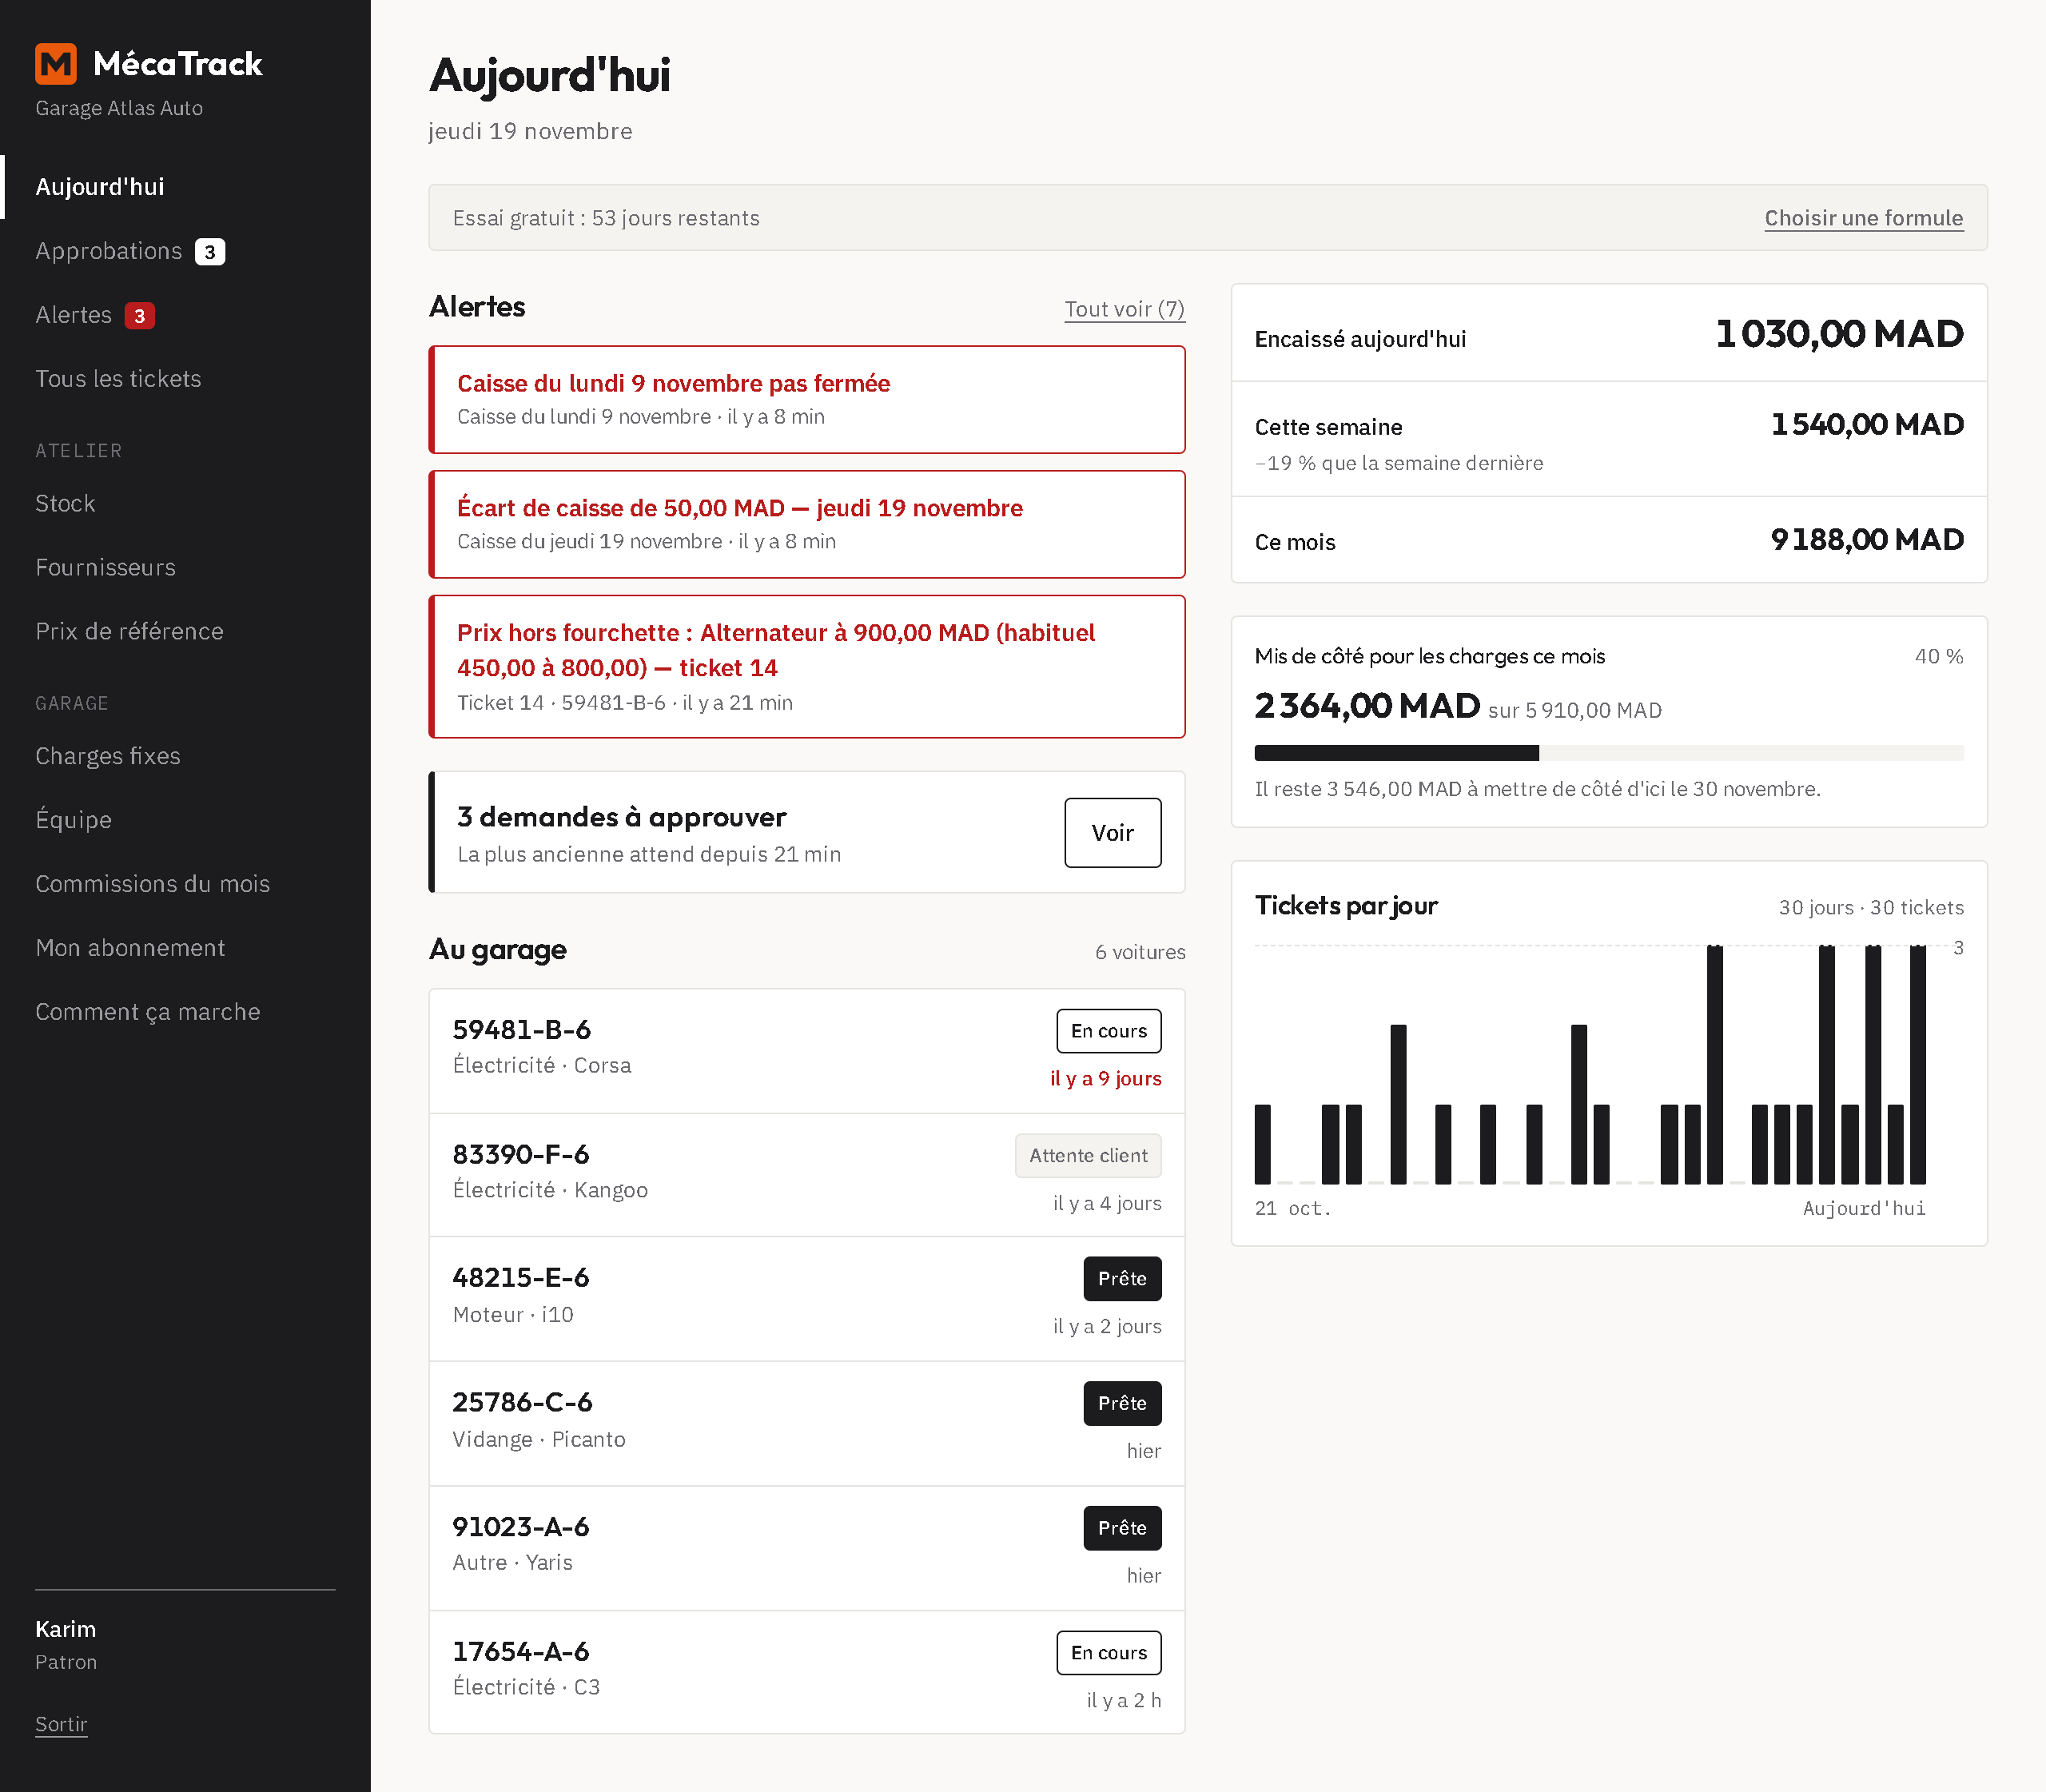 M MécaTrack
Garage Atlas Auto
Aujourd'hui
Approbations 3
Alertes 3
Tous les tickets
ATELIER
Stock
Fournisseurs
Prix de référence
GARAGE
Charges fixes
Équipe
Commissions du mois
Mon abonnement
Comment ça marche
Karim
Patron
Sortir
Aujourd'hui
jeudi 19 novembre
Essai gratuit : 53 jours restants
Choisir une formule
Alertes
Tout voir (7)
Caisse du lundi 9 novembre pas fermée
Caisse du lundi 9 novembre · il y a 8 min
Écart de caisse de 50,00 MAD — jeudi 19 novembre
Caisse du jeudi 19 novembre · il y a 8 min
Prix hors fourchette : Alternateur à 900,00 MAD (habituel
450,00 à 800,00) — ticket 14
Ticket 14 · 59481-B-6 · il y a 21 min
3 demandes à approuver
La plus ancienne attend depuis 21 min
Voir
Au garage
6 voitures
59481-B-6
Électricité · Corsa
En cours
il y a 9 jours
83390-F-6
Électricité · Kangoo
Attente client
il y a 4 jours
48215-E-6
Moteur · i10
Prête
il y a 2 jours
25786-C-6
Vidange · Picanto
Prête
hier
91023-A-6
Autre · Yaris
Prête
hier
17654-A-6
Électricité · C3
En cours
il y a 2 h
Encaissé aujourd'hui
1 030,00 MAD
Cette semaine
1 540,00 MAD
−19 % que la semaine dernière
Ce mois
9 188,00 MAD
Mis de côté pour les charges ce mois
40 %
2 364,00 MAD sur 5 910,00 MAD
Il reste 3 546,00 MAD à mettre de côté d'ici le 30 novembre.
Tickets par jour
30 jours · 30 tickets
3
21 oct.
Aujourd'hui